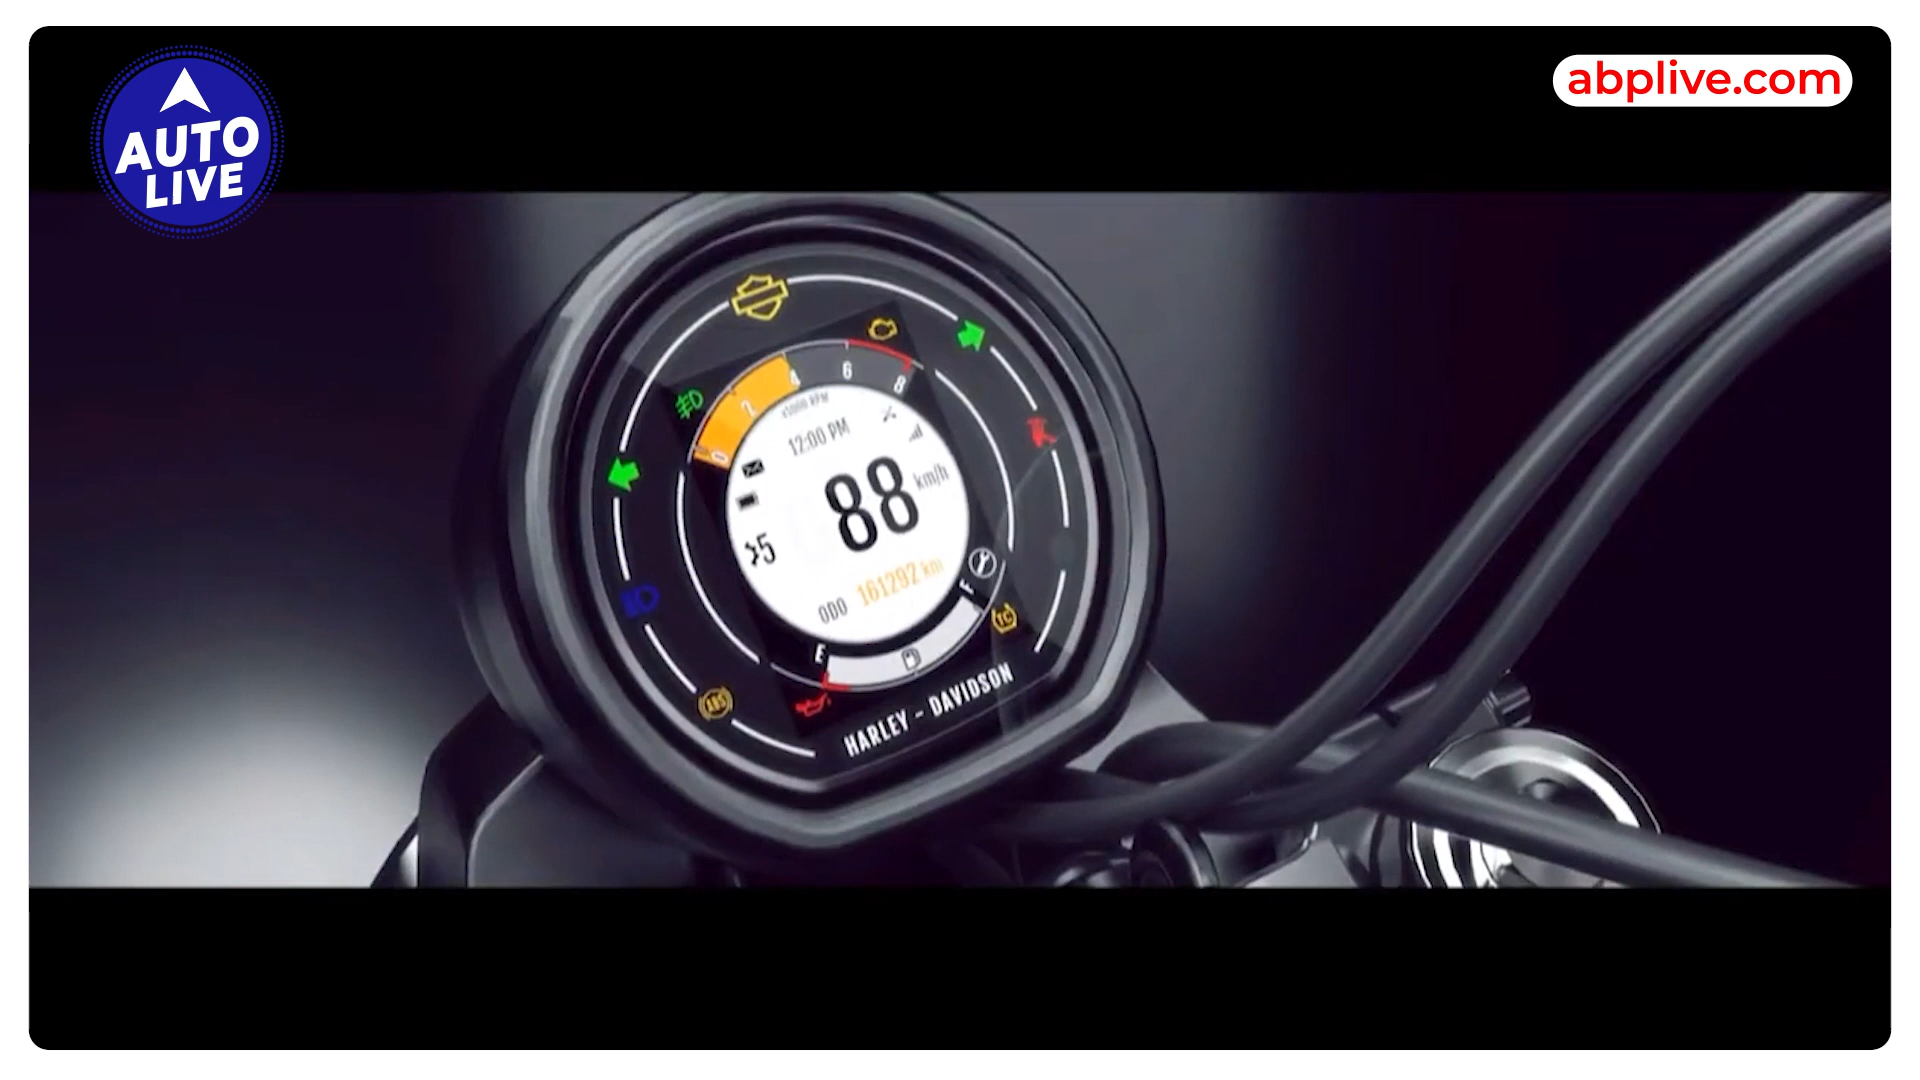 AUTO
LIVE
abplive.com
0 2 4 6 8
x1000 RPM
12:00 PM
88 km/h
5
ODO 161292 km
F
TC
E
ABS
HARLEY - DAVIDSON